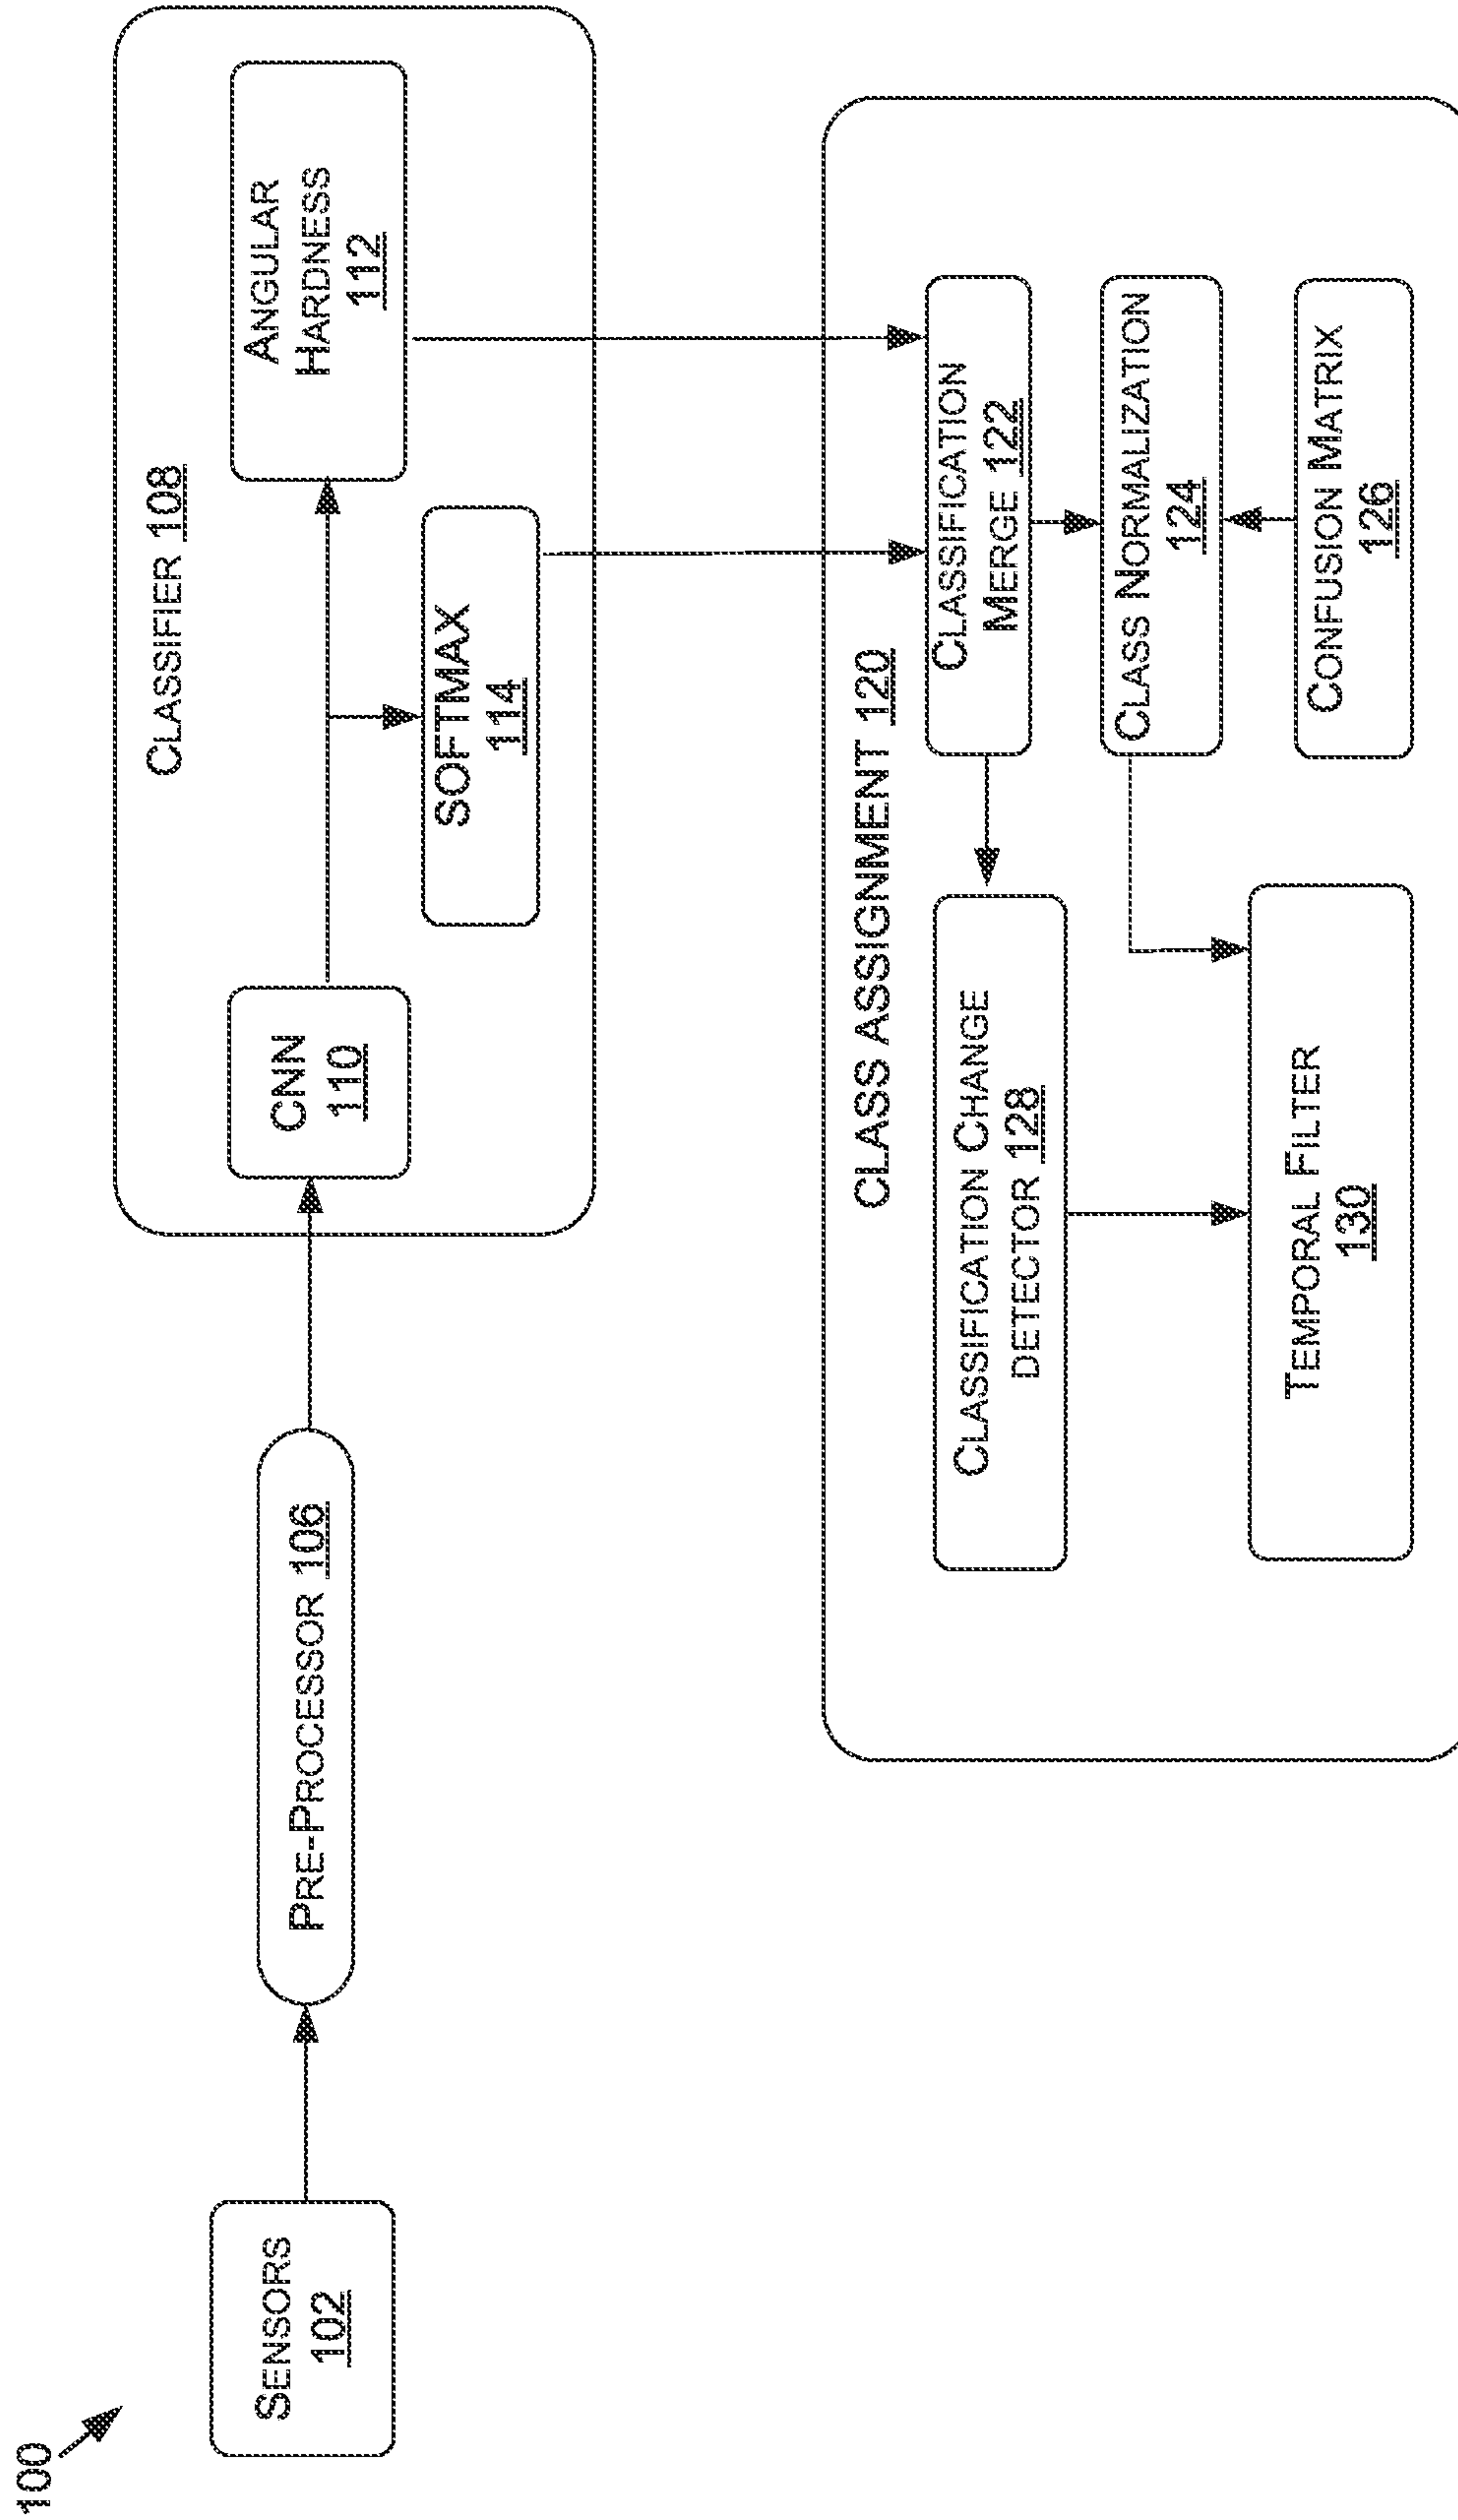 100
SENSORS
102
PRE-PROCESSOR 106
CLASSIFIER 108
CNN
110
SOFTMAX
114
ANGULAR
HARDNESS
112
CLASS ASSIGNMENT 120
CLASSIFICATION
MERGE 122
CLASS NORMALIZATION
124
CONFUSION MATRIX
126
CLASSIFICATION CHANGE
DETECTOR 128
TEMPORAL FILTER
130